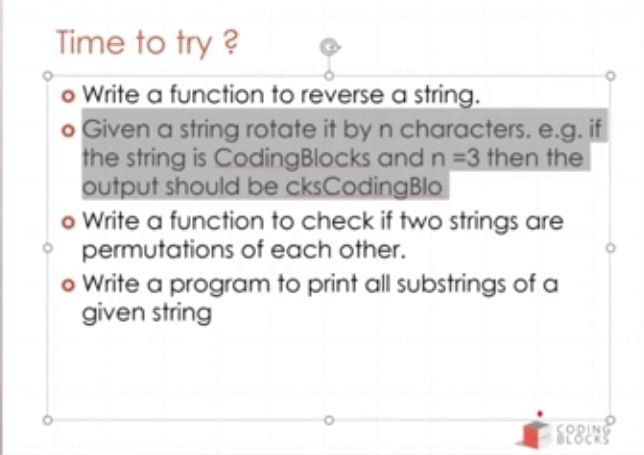 Time to try ?
Write a function to reverse a string.
Given a string rotate it by n characters. e.g. if
the string is CodingBlocks and n =3 then the
output should be cksCodingBlo
Write a function to check if two strings are
permutations of each other.
Write a program to print all substrings of a
given string
CODING
BLOCKS